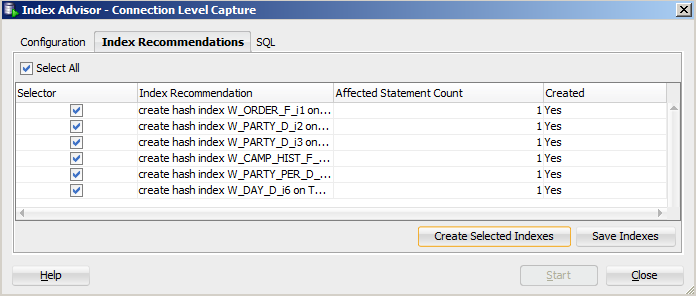 Index Advisor - Connection Level Capture
Configuration Index Recommendations SQL
Select All
Selector Index Recommendation Affected Statement Count Created
create hash index W_ORDER_F_i1 on... 1 Yes
create hash index W_PARTY_D_i2 on... 1 Yes
create hash index W_PARTY_D_i3 on... 1 Yes
create hash index W_CAMP_HIST_F_... 1 Yes
create hash index W_PARTY_PER_D_... 1 Yes
create hash index W_DAY_D_i6 on T... 1 Yes
Create Selected Indexes Save Indexes
Help Start Close